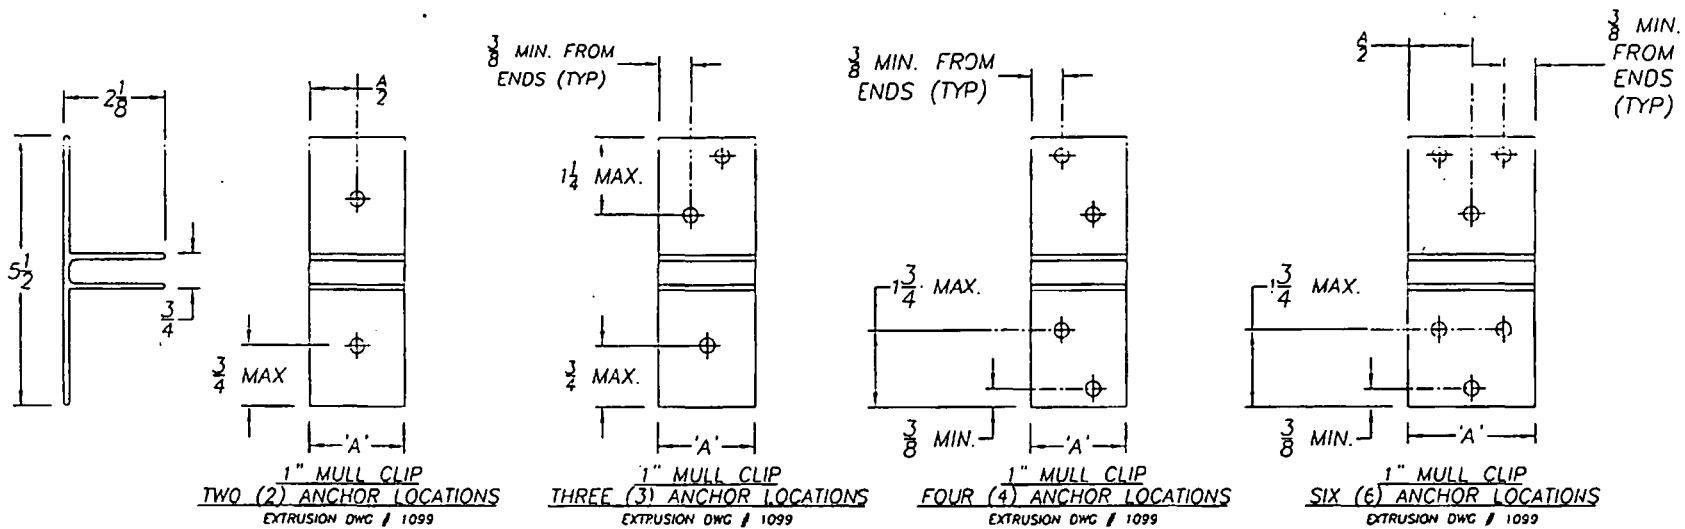 2 1/8
5 1/2
3/4
A/2
3/4 MAX
'A'
1" MULL CLIP
TWO (2) ANCHOR LOCATIONS
EXTRUSION DWG # 1099
3/8 MIN. FROM
ENDS (TYP)
1 1/4 MAX.
3/4 MAX.
'A'
1" MULL CLIP
THREE (3) ANCHOR LOCATIONS
EXTRUSION DWG # 1099
3/8 MIN. FROM
ENDS (TYP)
1 3/4 MAX.
3/8 MIN.
'A'
1" MULL CLIP
FOUR (4) ANCHOR LOCATIONS
EXTRUSION DWG # 1099
A/2
3/8 MIN.
FROM
ENDS
(TYP)
1 3/4 MAX.
3/8 MIN.
'A'
1" MULL CLIP
SIX (6) ANCHOR LOCATIONS
EXTRUSION DWG # 1099